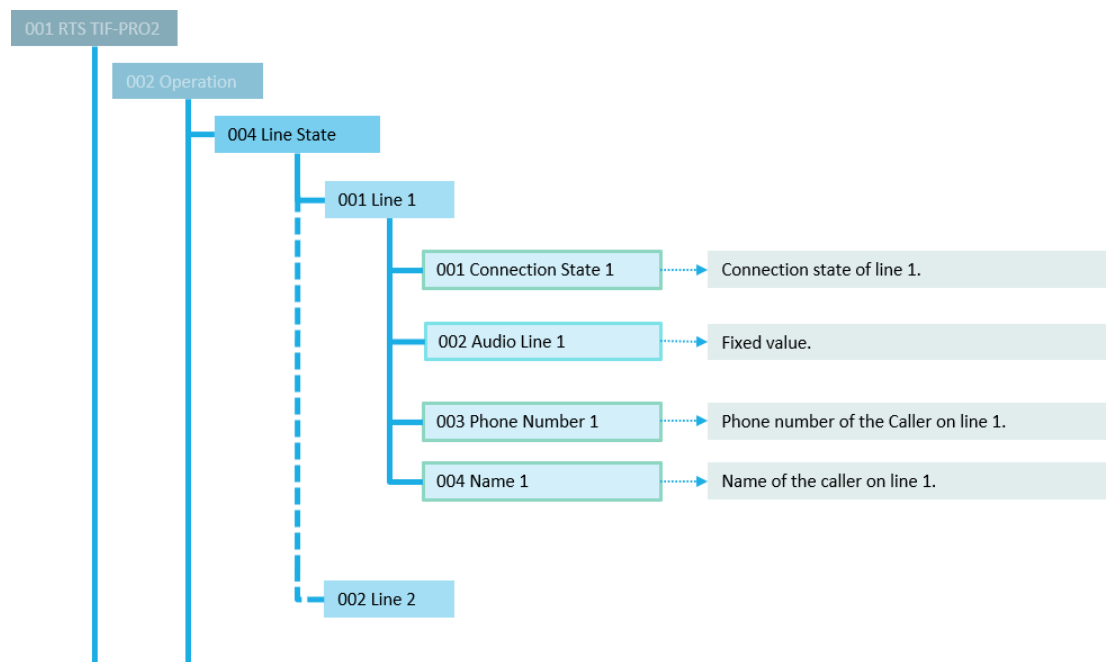 001 RTS TIF-PRO2
002 Operation
004 Line State
001 Line 1
001 Connection State 1
Connection state of line 1.
002 Audio Line 1
Fixed value.
003 Phone Number 1
Phone number of the Caller on line 1.
004 Name 1
Name of the caller on line 1.
002 Line 2